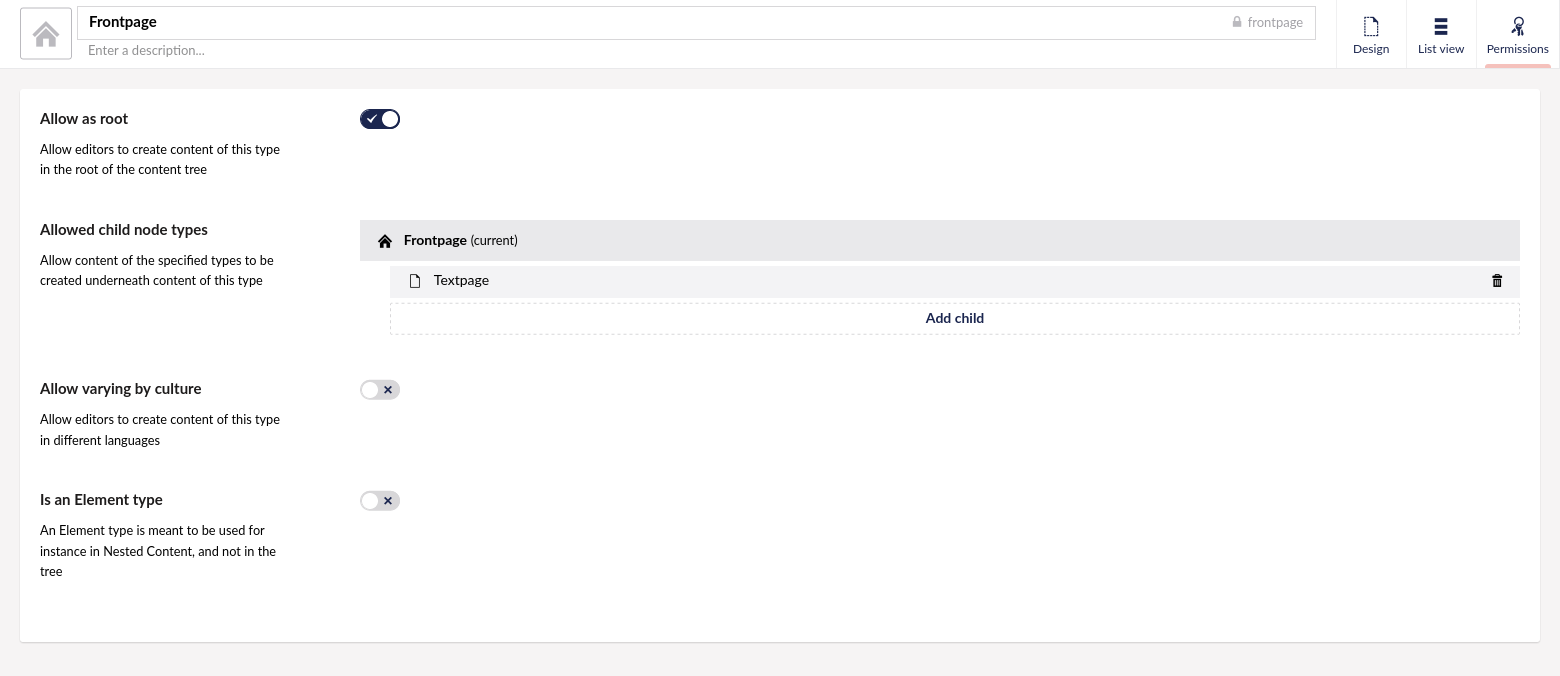 Frontpage
frontpage
Enter a description...
Design
List view
Permissions
Allow as root
Allow editors to create content of this type
in the root of the content tree
Allowed child node types
Allow content of the specified types to be
created underneath content of this type
Frontpage (current)
Textpage
Add child
Allow varying by culture
Allow editors to create content of this type
in different languages
Is an Element type
An Element type is meant to be used for
instance in Nested Content, and not in the
tree